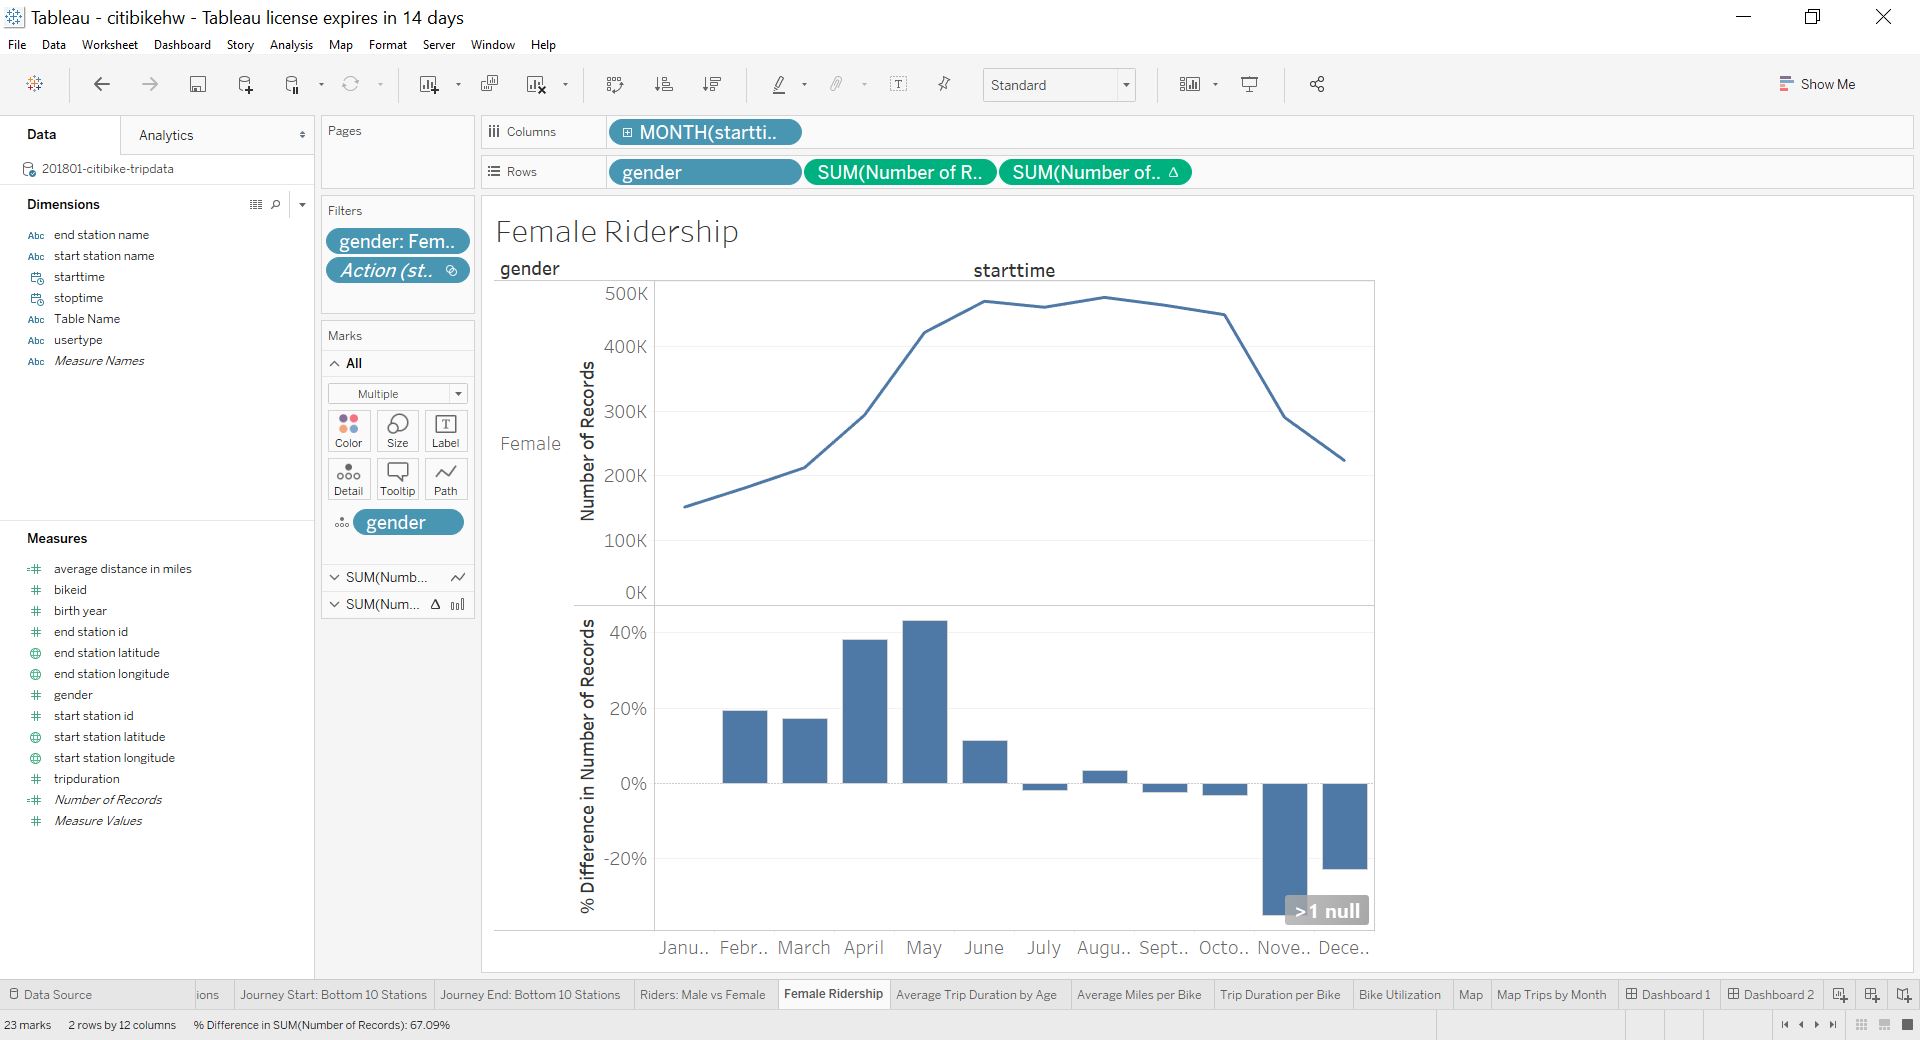 Tableau - citibikehw - Tableau license expires in 14 days
File Data Worksheet Dashboard Story Analysis Map Format Server Window Help
Standard
Show Me
Data
Analytics
201801-citibike-tripdata
Dimensions
Abc end station name
Abc start station name
starttime
stoptime
Abc Table Name
Abc usertype
Abc Measure Names
Measures
average distance in miles
bikeid
birth year
end station id
end station latitude
end station longitude
gender
start station id
start station latitude
start station longitude
tripduration
Number of Records
Measure Values
Pages
Filters
gender: Fem..
Action (st..
Marks
All
Multiple
Color Size Label
Detail Tooltip Path
gender
SUM(Numb...
SUM(Num... Δ
Columns
MONTH(startti..
Rows
gender
SUM(Number of R..
SUM(Number of.. Δ
Female Ridership
gender
starttime
Female
Number of Records
500K
400K
300K
200K
100K
0K
% Difference in Number of Records
40%
20%
0%
-20%
>1 null
Janu.. Febr.. March April May June July Augu.. Sept.. Octo.. Nove.. Dece..
Data Source
ions
Journey Start: Bottom 10 Stations
Journey End: Bottom 10 Stations
Riders: Male vs Female
Female Ridership
Average Trip Duration by Age
Average Miles per Bike
Trip Duration per Bike
Bike Utilization
Map
Map Trips by Month
Dashboard 1
Dashboard 2
23 marks 2 rows by 12 columns % Difference in SUM(Number of Records): 67.09%